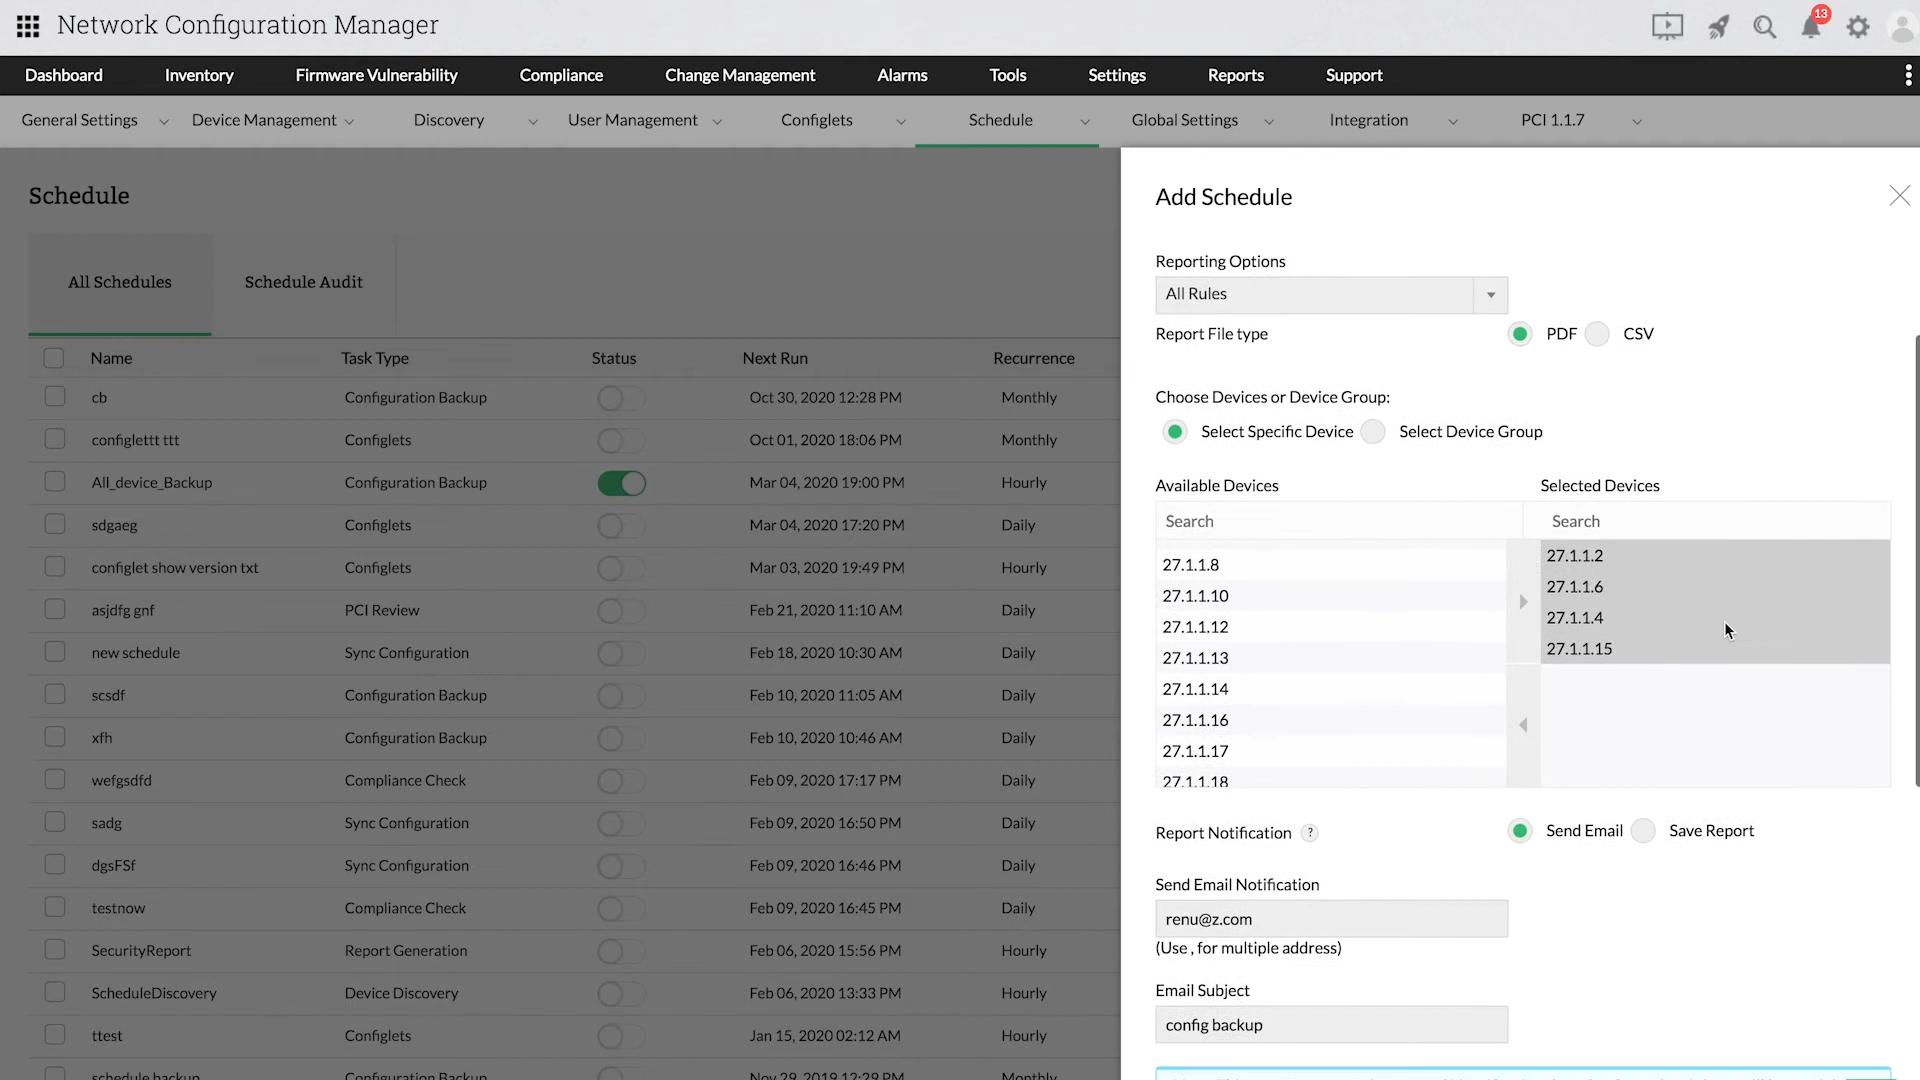 Network Configuration Manager
13
Dashboard Inventory Firmware Vulnerability Compliance Change Management Alarms Tools Settings Reports Support
General Settings Device Management Discovery User Management Configlets Schedule Global Settings Integration PCI 1.1.7
Schedule
All Schedules Schedule Audit
Name Task Type Status Next Run Recurrence
cb Configuration Backup Oct 30, 2020 12:28 PM Monthly
configlettt ttt Configlets Oct 01, 2020 18:06 PM Monthly
All_device_Backup Configuration Backup Mar 04, 2020 19:00 PM Hourly
sdgaeg Configlets Mar 04, 2020 17:20 PM Daily
configlet show version txt Configlets Mar 03, 2020 19:49 PM Hourly
asjdfg gnf PCI Review Feb 21, 2020 11:10 AM Daily
new schedule Sync Configuration Feb 18, 2020 10:30 AM Daily
scsdf Configuration Backup Feb 10, 2020 11:05 AM Daily
xfh Configuration Backup Feb 10, 2020 10:46 AM Daily
wefgsdfd Compliance Check Feb 09, 2020 17:17 PM Daily
sadg Sync Configuration Feb 09, 2020 16:50 PM Daily
dgsFSf Sync Configuration Feb 09, 2020 16:46 PM Daily
testnow Compliance Check Feb 09, 2020 16:45 PM Daily
SecurityReport Report Generation Feb 06, 2020 15:56 PM Hourly
ScheduleDiscovery Device Discovery Feb 06, 2020 13:33 PM Hourly
ttest Configlets Jan 15, 2020 02:12 AM Hourly
schedule backup Configuration Backup Nov 29, 2019 12:29 PM Monthly
Add Schedule
Reporting Options
All Rules
Report File type PDF CSV
Choose Devices or Device Group:
Select Specific Device Select Device Group
Available Devices Selected Devices
Search Search
27.1.1.8
27.1.1.10
27.1.1.12
27.1.1.13
27.1.1.14
27.1.1.16
27.1.1.17
27.1.1.18
27.1.1.2
27.1.1.6
27.1.1.4
27.1.1.15
Report Notification ? Send Email Save Report
Send Email Notification
renu@z.com
(Use , for multiple address)
Email Subject
config backup